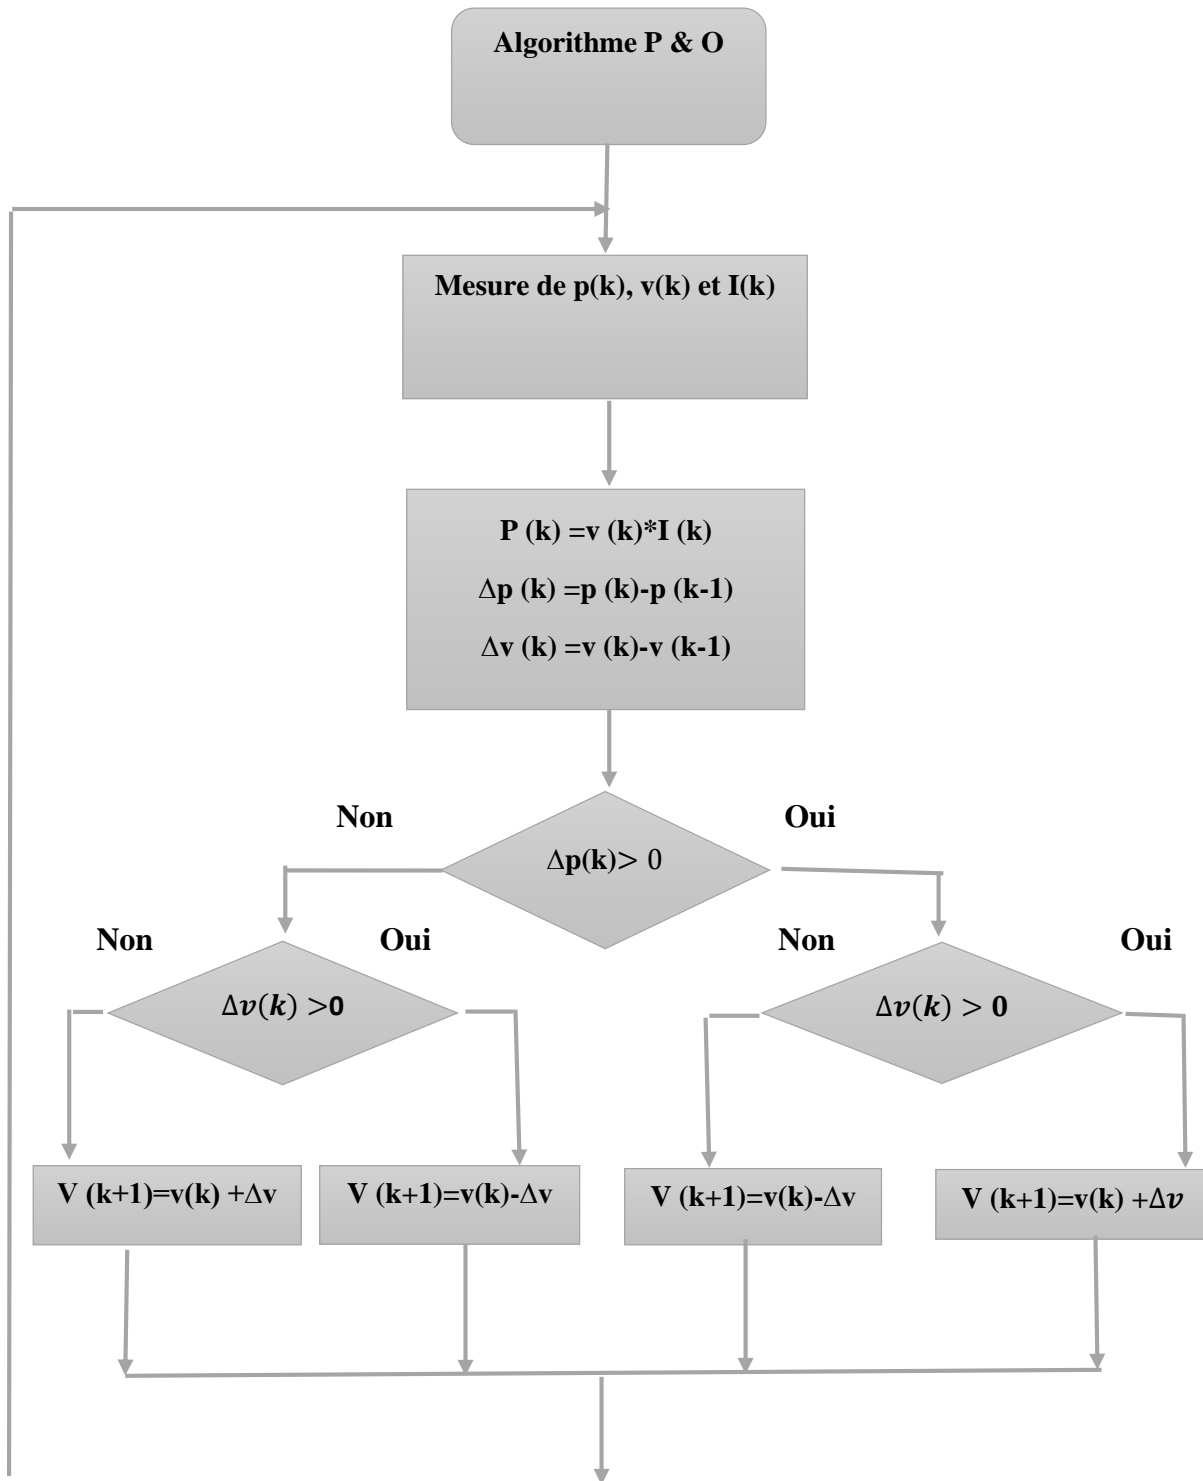 Algorithme P & O
Mesure de p(k), v(k) et I(k)
P (k) =v (k)*I (k)
∆p (k) =p (k)-p (k-1)
∆v (k) =v (k)-v (k-1)
Non
Oui
∆p(k)> 0
Non
Oui
Non
Oui
∆v(k) >0
∆v(k) > 0
V (k+1)=v(k) +∆v
V (k+1)=v(k)-∆v
V (k+1)=v(k)-∆v
V (k+1)=v(k) +∆v